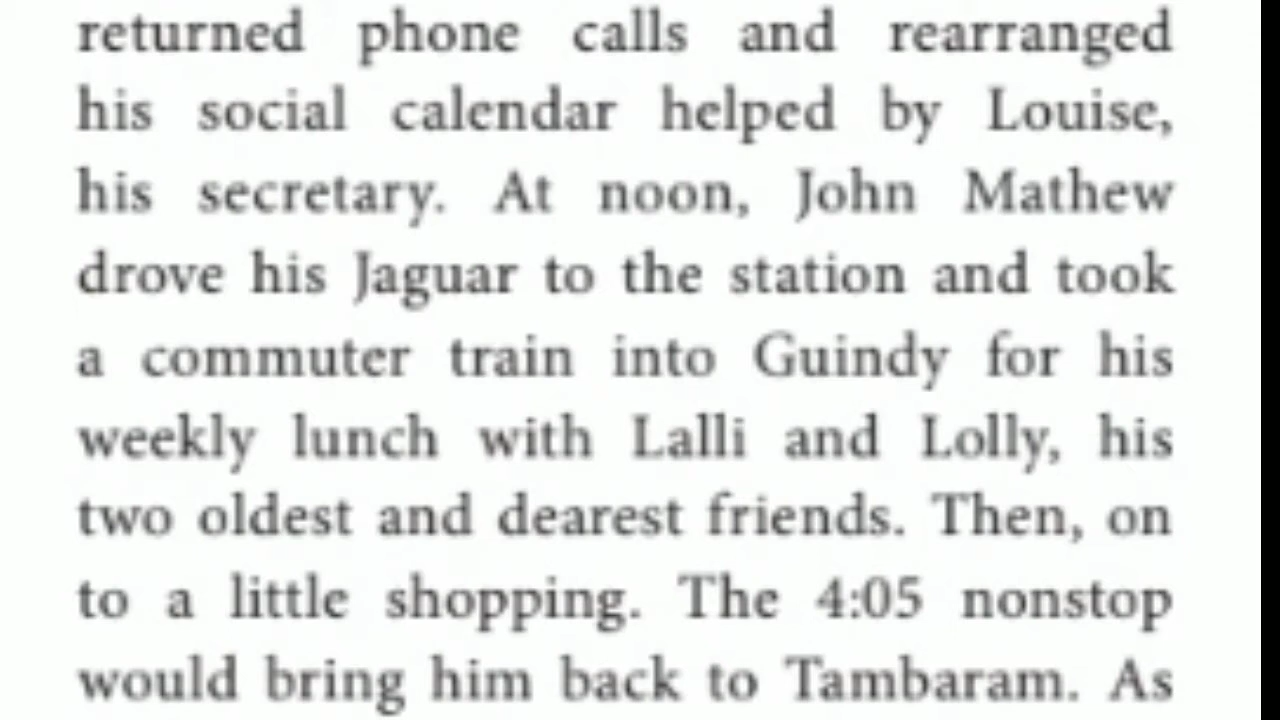 returned phone calls and rearranged
his social calendar helped by Louise,
his secretary. At noon, John Mathew
drove his Jaguar to the station and took
a commuter train into Guindy for his
weekly lunch with Lalli and Lolly, his
two oldest and dearest friends. Then, on
to a little shopping. The 4:05 nonstop
would bring him back to Tambaram. As